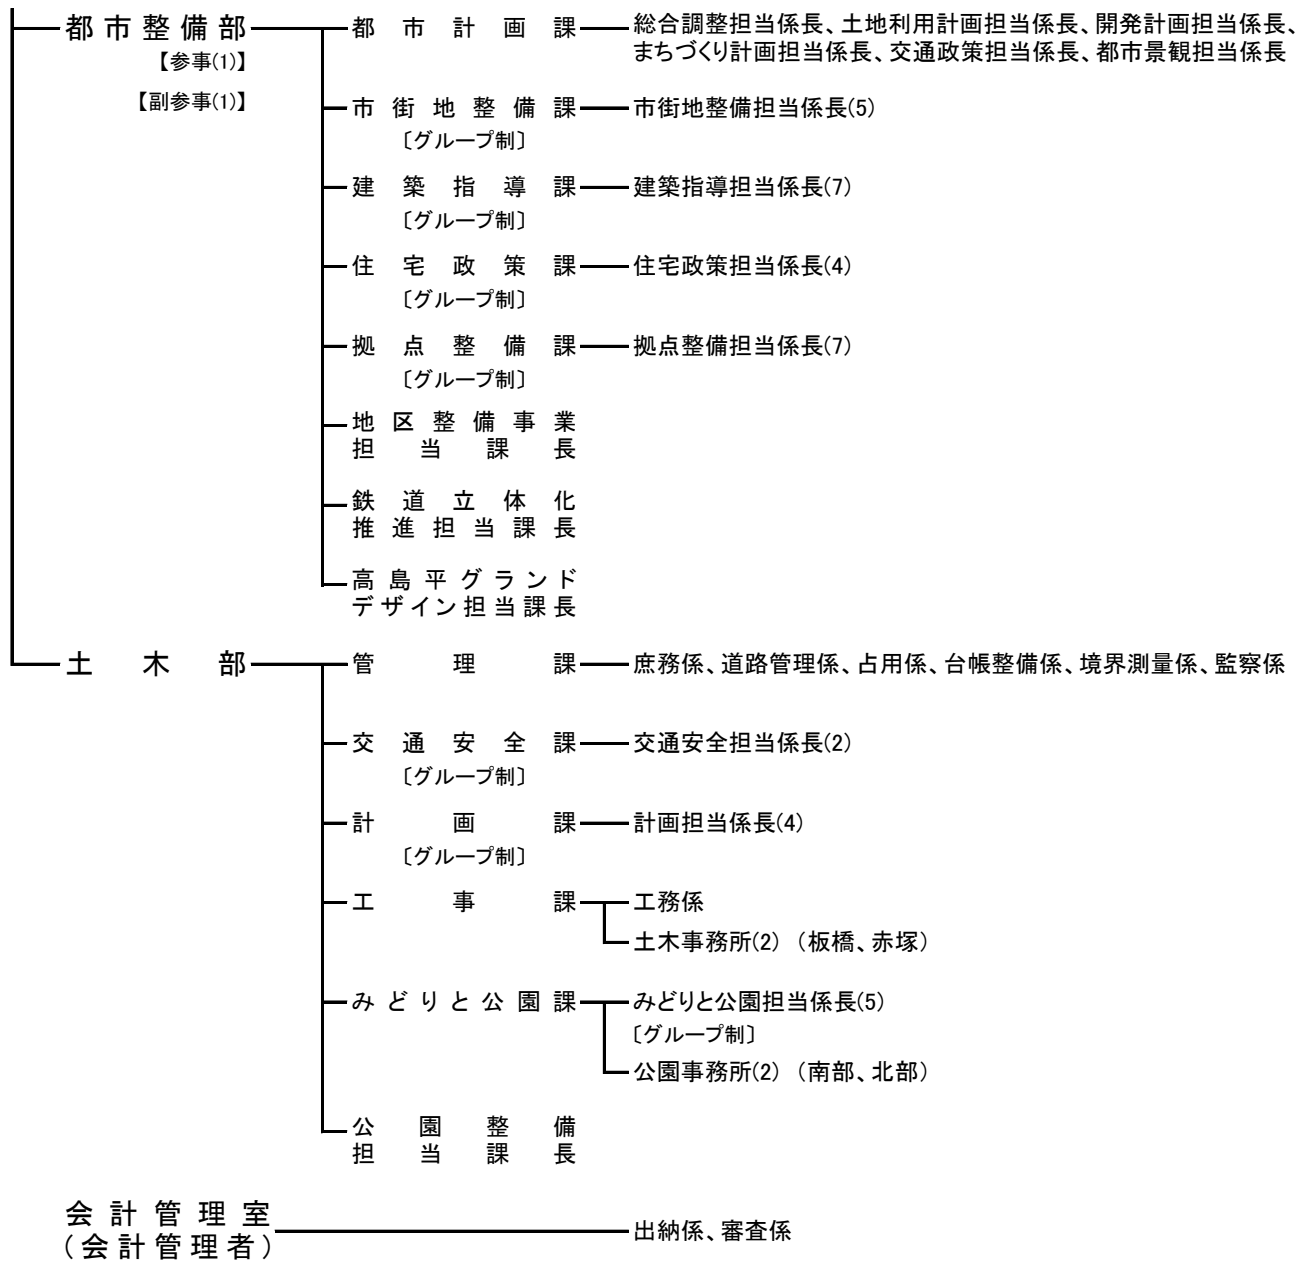 都市整備部 都市計画課 総合調整担当係長、土地利用計画担当係長、開発計画担当係長、
まちづくり計画担当係長、交通政策担当係長、都市景観担当係長
【参事(1)】
【副参事(1)】
市街地整備課 市街地整備担当係長(5)
〔グループ制〕
建築指導課 建築指導担当係長(7)
〔グループ制〕
住宅政策課 住宅政策担当係長(4)
〔グループ制〕
拠点整備課 拠点整備担当係長(7)
〔グループ制〕
地区整備事業
担当課長
鉄道立体化
推進担当課長
高島平グランド
デザイン担当課長
土木部 管理課 庶務係、道路管理係、占用係、台帳整備係、境界測量係、監察係
交通安全課 交通安全担当係長(2)
〔グループ制〕
計画課 計画担当係長(4)
〔グループ制〕
工事課 工務係
土木事務所(2) (板橋、赤塚)
みどりと公園課 みどりと公園担当係長(5)
〔グループ制〕
公園事務所(2) (南部、北部)
公園整備
担当課長
会計管理室
(会計管理者) 出納係、審査係